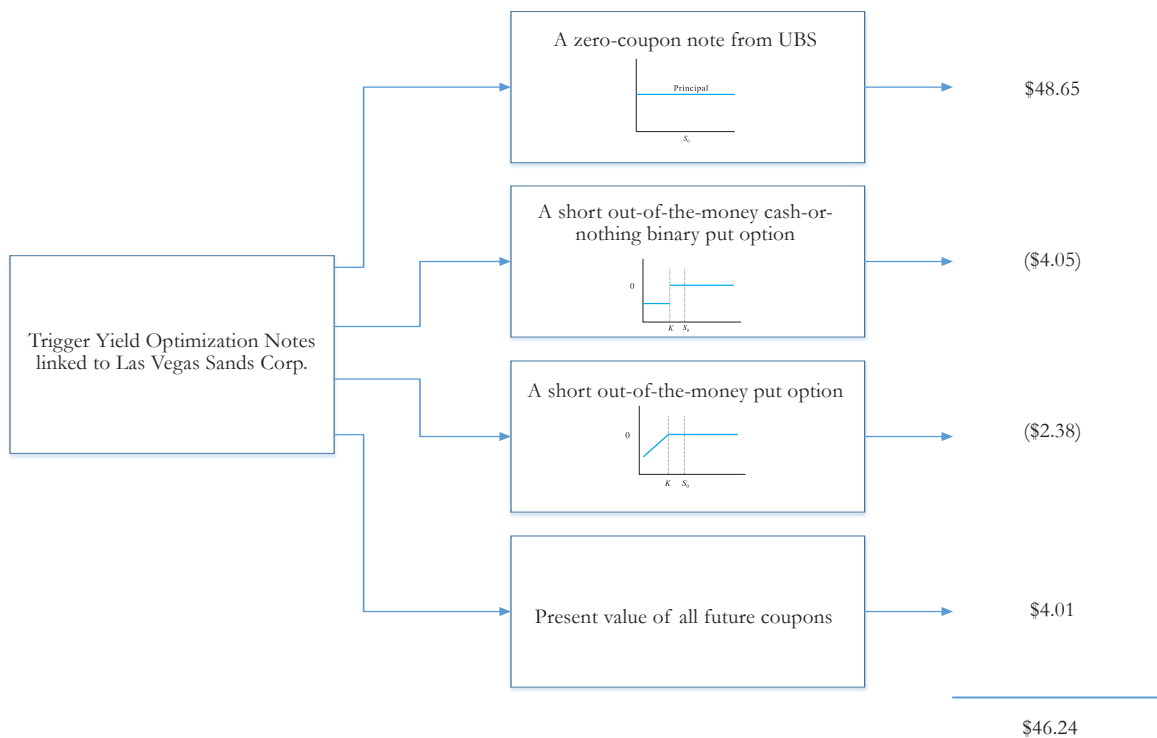 A zero-coupon note from UBS
Principal
S₀
$48.65
A short out-of-the-money cash-or-
nothing binary put option
0
K S₀
($4.05)
Trigger Yield Optimization Notes
linked to Las Vegas Sands Corp.
A short out-of-the-money put option
0
K S₀
($2.38)
Present value of all future coupons
$4.01
$46.24